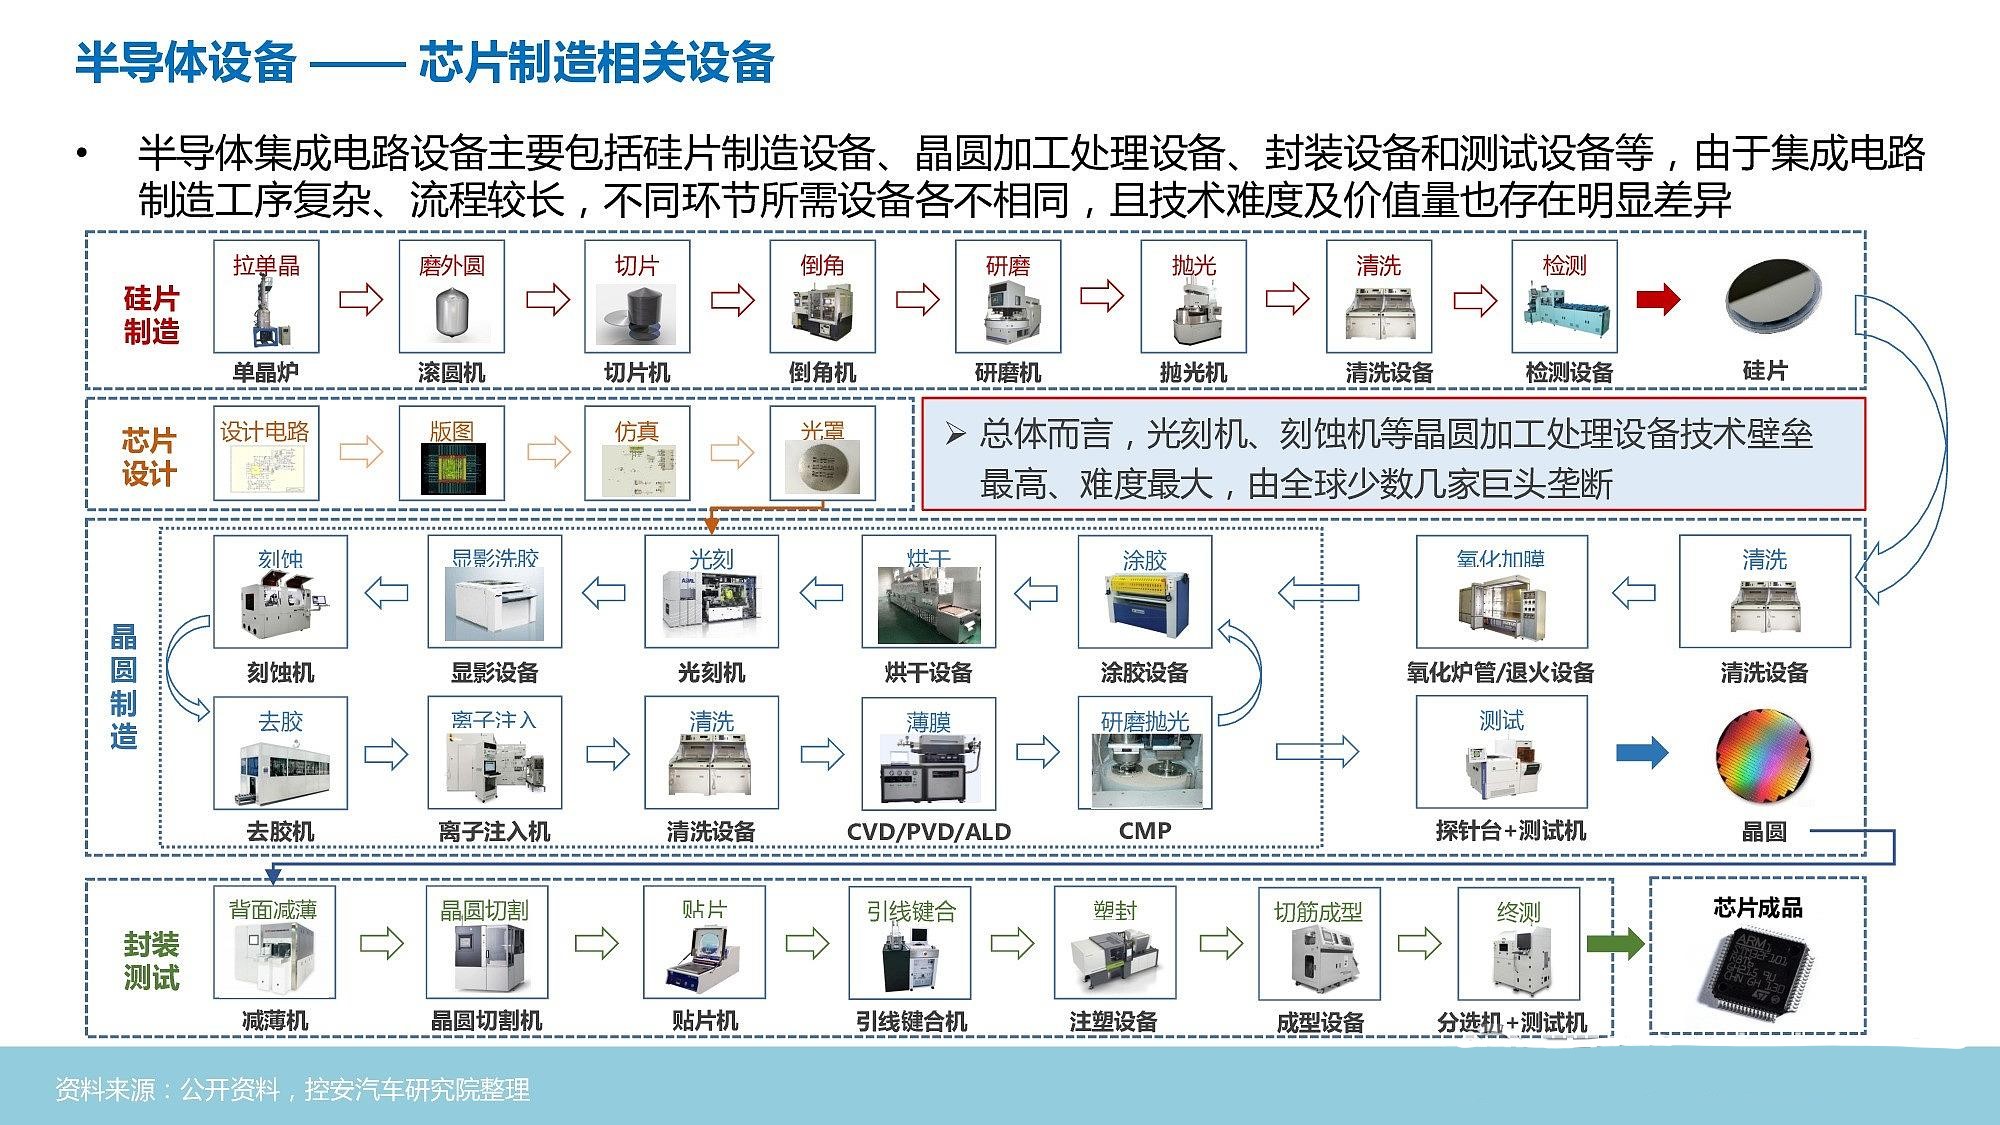 半导体设备 —— 芯片制造相关设备
• 半导体集成电路设备主要包括硅片制造设备、晶圆加工处理设备、封装设备和测试设备等，由于集成电路
制造工序复杂、流程较长，不同环节所需设备各不相同，且技术难度及价值量也存在明显差异
硅片
制造
拉单晶 磨外圆 切片 倒角 研磨 抛光 清洗 检测
单晶炉 滚圆机 切片机 倒角机 研磨机 抛光机 清洗设备 检测设备 硅片
芯片
设计
设计电路 版图 仿真 光罩
➢ 总体而言，光刻机、刻蚀机等晶圆加工处理设备技术壁垒
最高、难度最大，由全球少数几家巨头垄断
晶
圆
制
造
刻蚀 显影洗胶 光刻 烘干 涂胶 氧化加膜 清洗
ASML
刻蚀机 显影设备 光刻机 烘干设备 涂胶设备 氧化炉管/退火设备 清洗设备
去胶 离子注入 清洗 薄膜 研磨抛光 测试
去胶机 离子注入机 清洗设备 CVD/PVD/ALD CMP 探针台+测试机 晶圆
封装
测试
背面减薄 晶圆切割 贴片 引线键合 塑封 切筋成型 终测
减薄机 晶圆切割机 贴片机 引线键合机 注塑设备 成型设备 分选机+测试机
芯片成品
ARM
资料来源：公开资料，控安汽车研究院整理